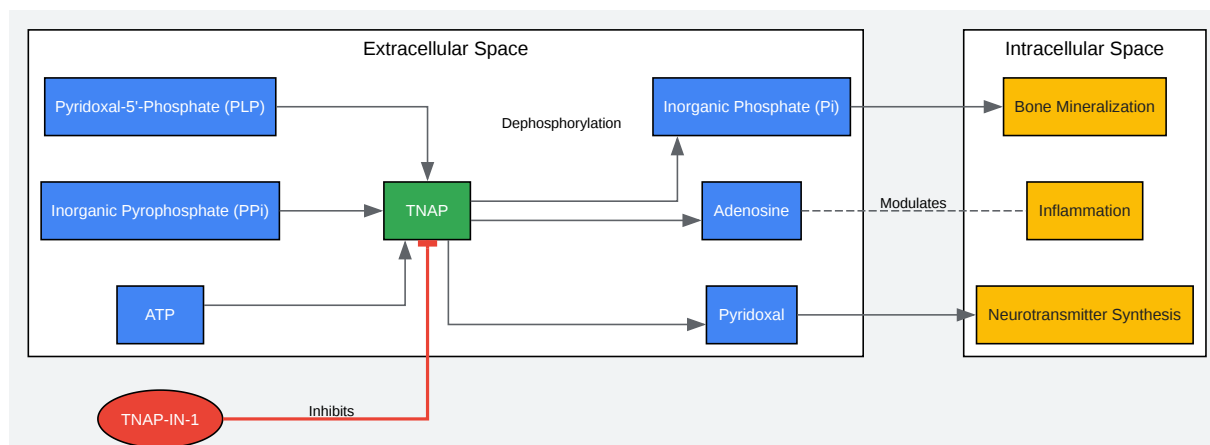 Extracellular Space
Intracellular Space
Pyridoxal-5'-Phosphate (PLP)
Inorganic Phosphate (Pi)
Bone Mineralization
Dephosphorylation
Inorganic Pyrophosphate (PPi)
TNAP
Adenosine
Modulates
Inflammation
ATP
Pyridoxal
Neurotransmitter Synthesis
TNAP-IN-1
Inhibits